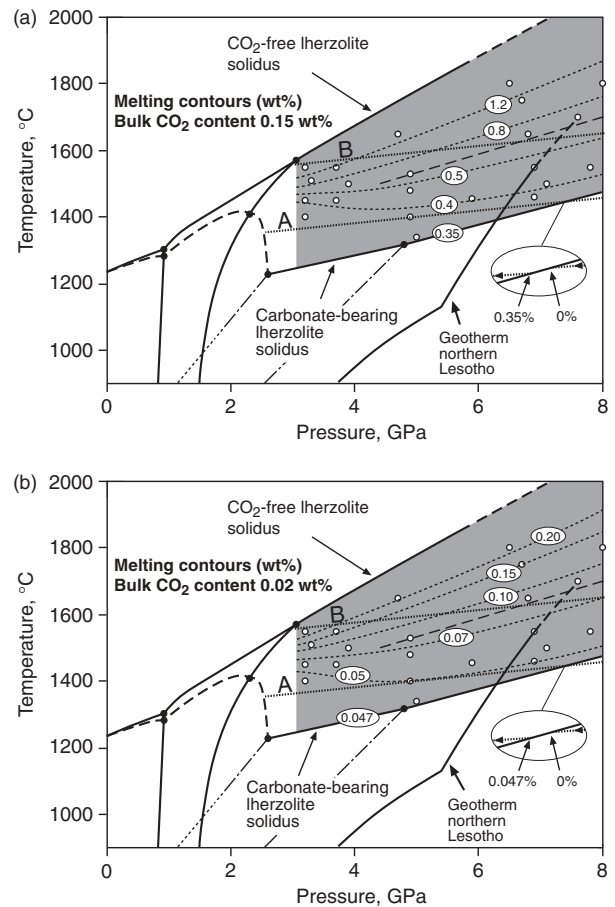 (a)
2000
1800
1600
1400
1200
1000
Temperature, °C
CO2-free lherzolite
solidus
Melting contours (wt%)
Bulk CO2 content 0.15 wt%
1.2
0.8
B
0.5
0.4
A
0.35
Carbonate-bearing
lherzolite
solidus
Geotherm
northern
Lesotho
0.35%
0%
0
2
4
6
8
Pressure, GPa
(b)
2000
1800
1600
1400
1200
1000
Temperature, °C
CO2-free lherzolite
solidus
Melting contours (wt%)
Bulk CO2 content 0.02 wt%
0.20
0.15
0.10
B
0.07
0.05
A
0.047
Carbonate-bearing
lherzolite
solidus
Geotherm
northern
Lesotho
0.047%
0%
0
2
4
6
8
Pressure, GPa